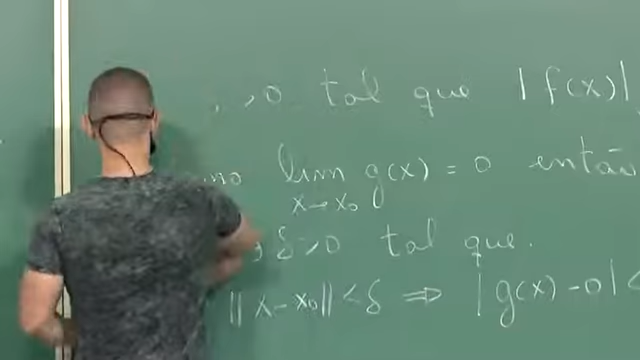 >0 tal que |f(x)|
lim g(x) = 0 então
x→x₀
δ>0 tal que.
||x-x₀||<δ ⇒ |g(x)-0|<